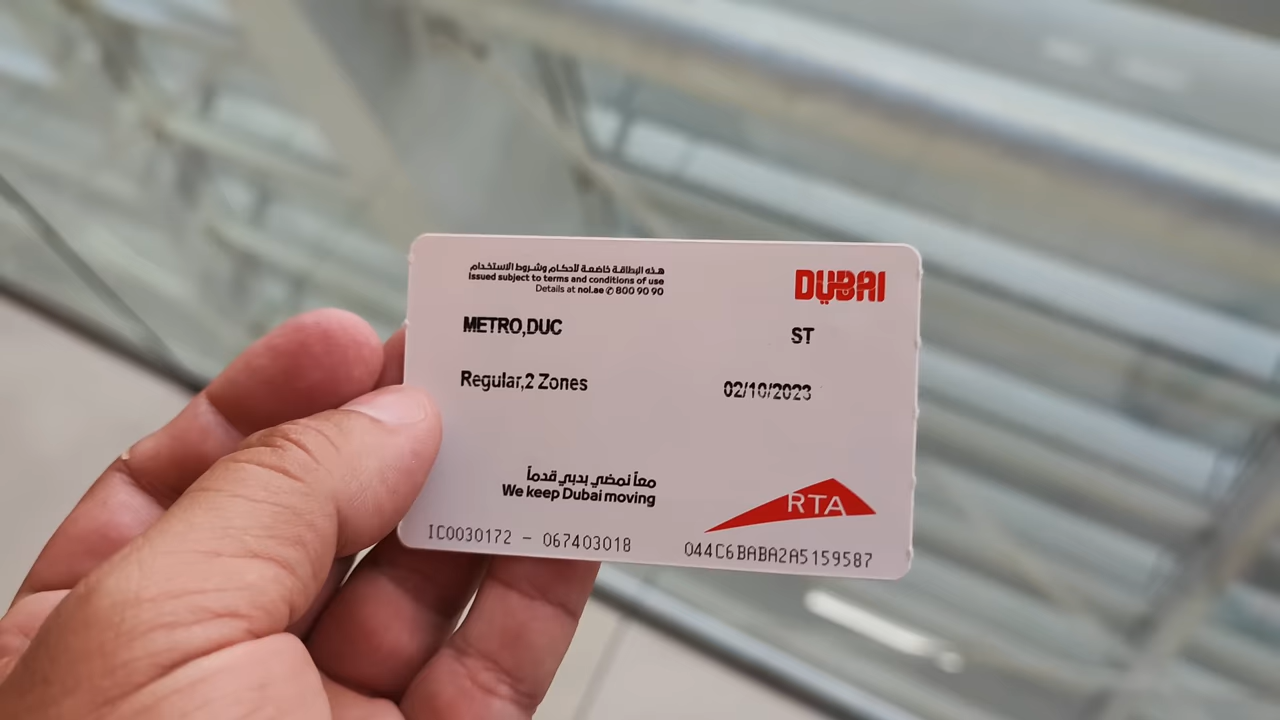 هذه البطاقة خاضعة لأحكام وشروط الاستخدام
Issued subject to terms and conditions of use
Details at nol.ae ✆ 800 90 90
DUBAI
METRO,DUC
ST
Regular,2 Zones
02/10/2023
معاً نمضي بدبي قدماً
We keep Dubai moving
RTA
IC0030172 - 067403018
044C6BABA2A5159587